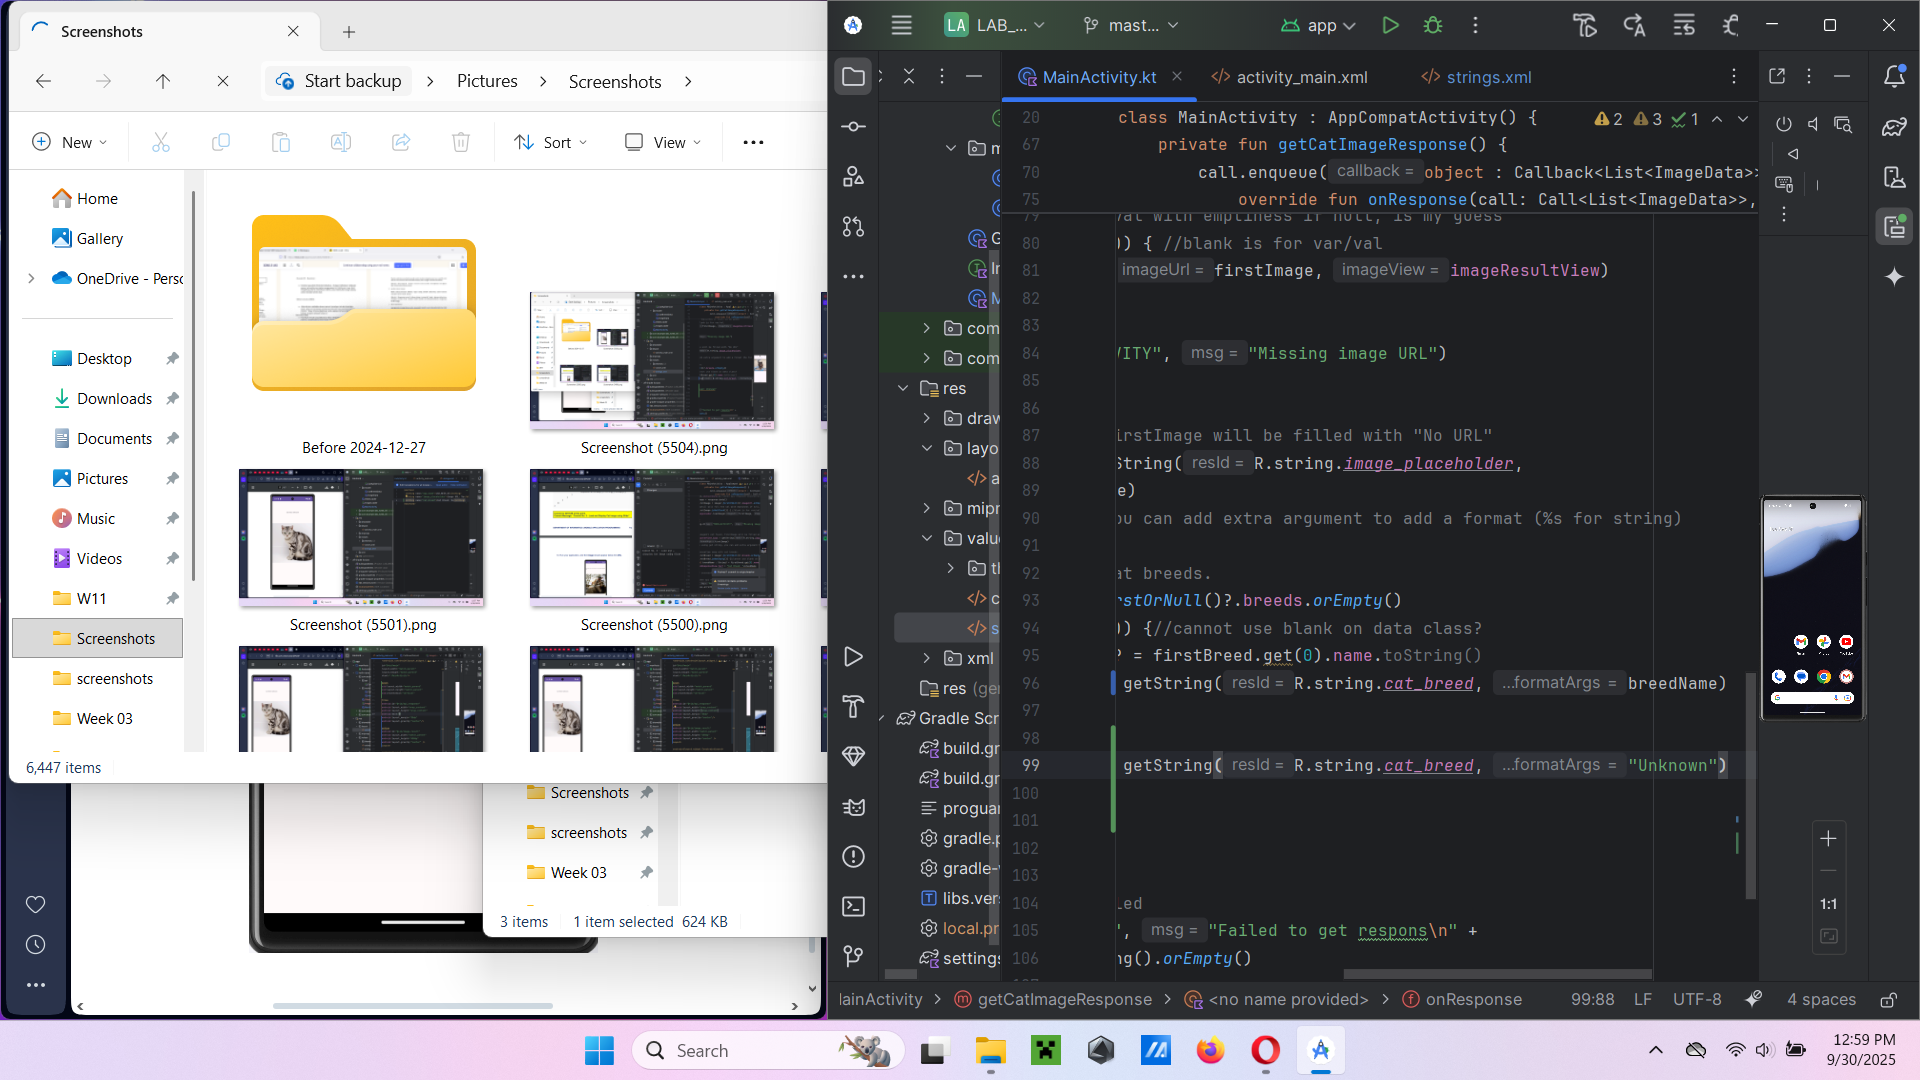 Screenshots
Start backup
Pictures
Screenshots
New
Sort
View
Home
Gallery
OneDrive - Perso
Desktop
Downloads
Documents
Pictures
Music
Videos
W11
Screenshots
screenshots
Week 03
Before 2024-12-27
Screenshot (5504).png
Screenshot (5501).png
Screenshot (5500).png
6,447 items
Screenshots
screenshots
Week 03
3 items
1 item selected 624 KB
LA LAB_...
mast...
app
MainActivity.kt
activity_main.xml
strings.xml
com
com
res
draw
layo
mipr
valu
xml
res (ger
Gradle Scr
build.gr
build.gr
proguar
gradle.p
gradle-
libs.vers
local.pr
settings
2 3 1
20 class MainActivity : AppCompatActivity() {
67 private fun getCatImageResponse() {
70 call.enqueue( callback = object : Callback<List<ImageData>>
75 override fun onResponse(call: Call<List<ImageData>>,
79 at with emptiness if null, is my guess
80 ) { //blank is for var/val
81 imageUrl = firstImage, imageView = imageResultView)
82
83
84 VITY", msg = "Missing image URL")
85
86
87 irstImage will be filled with "No URL"
88 String( resId = R.string.image_placeholder,
89 e)
90 ou can add extra argument to add a format (%s for string)
91
92 at breeds.
93 rstOrNull()?.breeds.orEmpty()
94 ) {//cannot use blank on data class?
95 ? = firstBreed.get(0).name.toString()
96 getString( resId = R.string.cat_breed, ...formatArgs = breedName)
97
98
99 getString( resId = R.string.cat_breed, ...formatArgs = "Unknown")
100
101
102
103
104 led
105 ", msg = "Failed to get respons\n" +
106 ng().orEmpty()
1:1
lainActivity
getCatImageResponse
<no name provided>
onResponse
99:88 LF UTF-8 4 spaces
Search
12:59 PM
9/30/2025